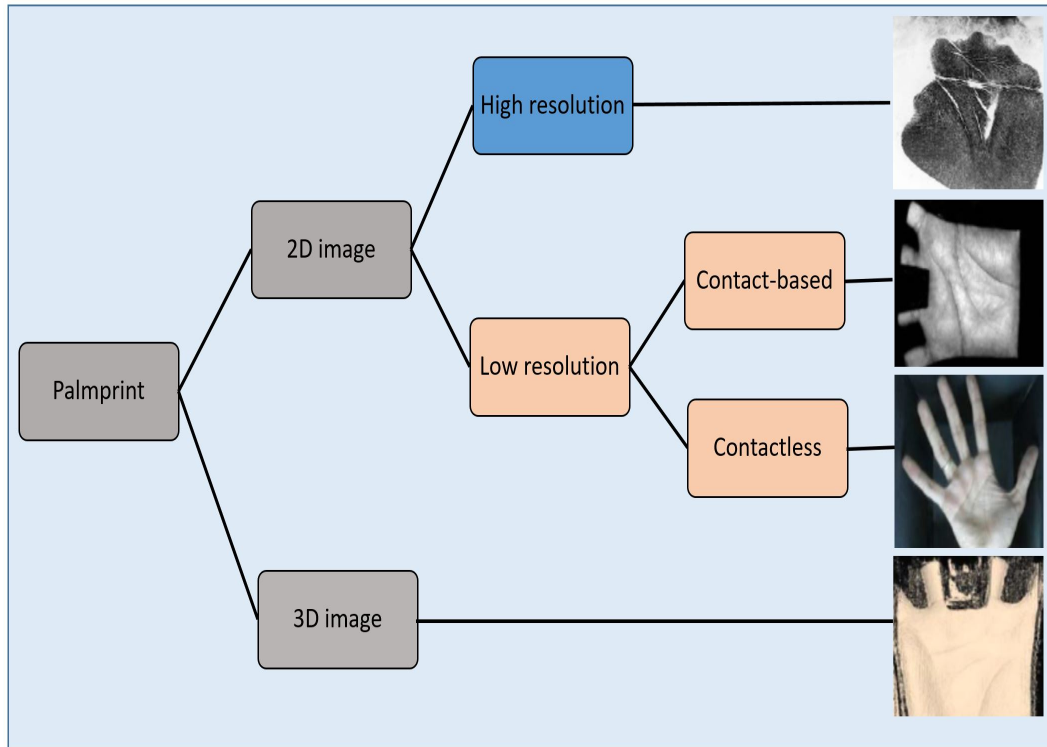 High resolution
2D image
Contact-based
Low resolution
Palmprint
Contactless
3D image